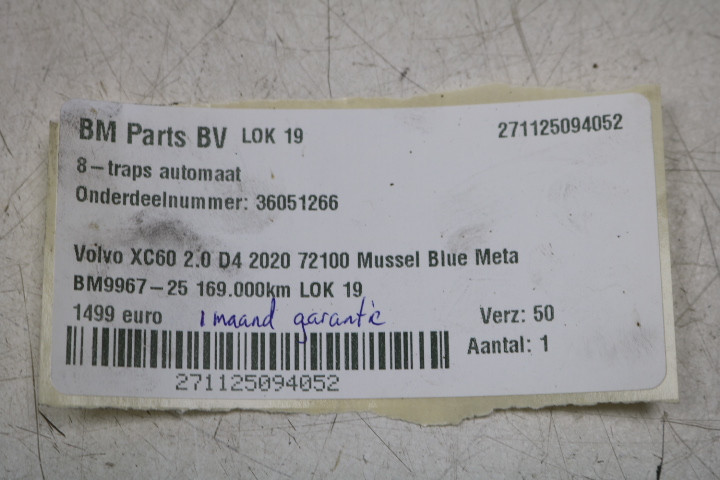 BM Parts BV LOK 19 271125094052
8-traps automaat
Onderdeelnummer: 36051266
Volvo XC60 2.0 D4 2020 72100 Mussel Blue Meta
BM9967-25 169.000km LOK 19
1499 euro 1 maand garantie Verz: 50
Aantal: 1
271125094052